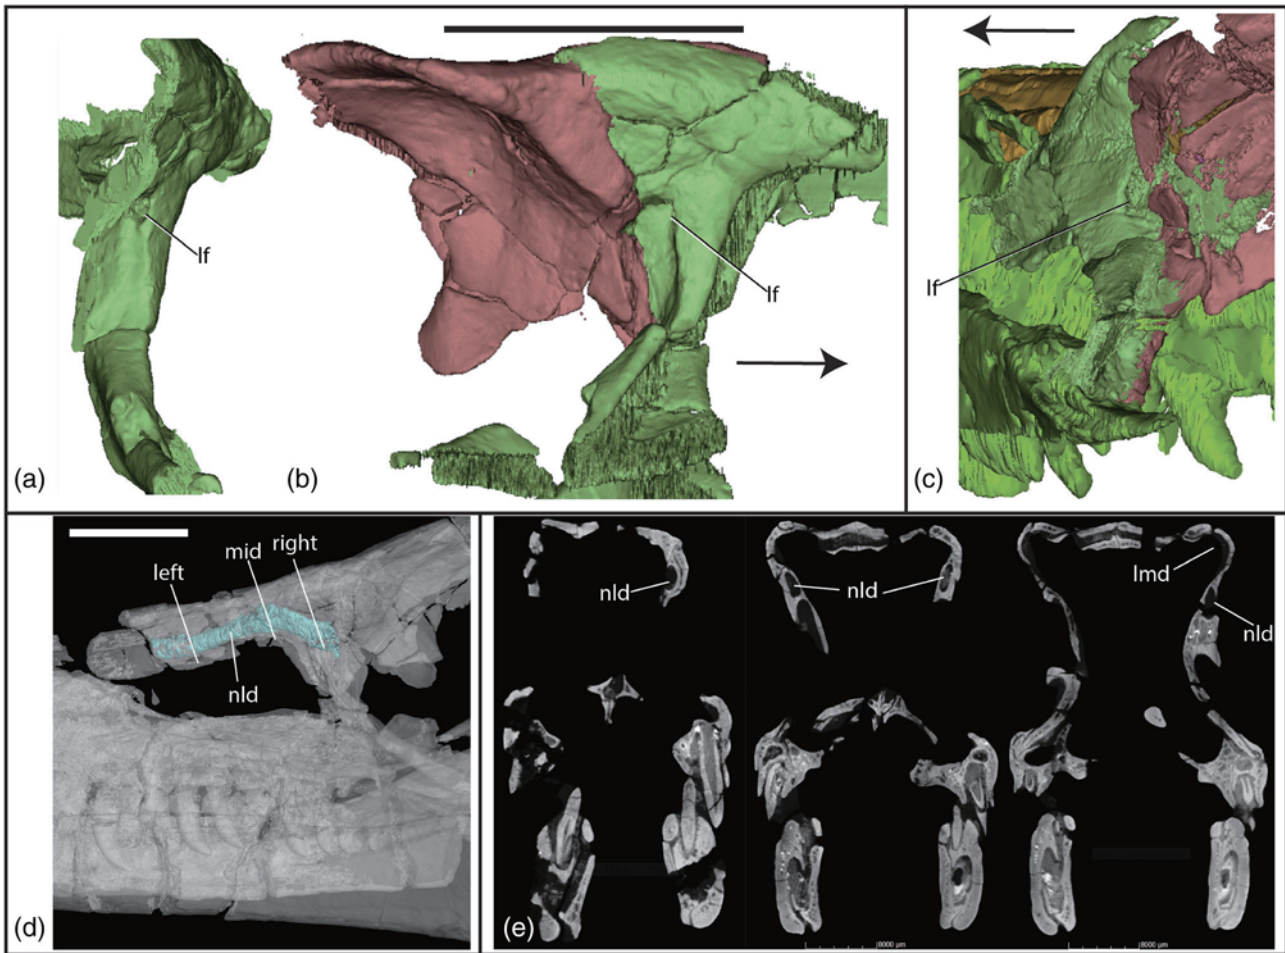 (a)
lf
(b)
lf
(c)
lf
(d)
left
mid
right
nld
(e)
nld
nld
lmd
nld
8000 µm
8000 µm